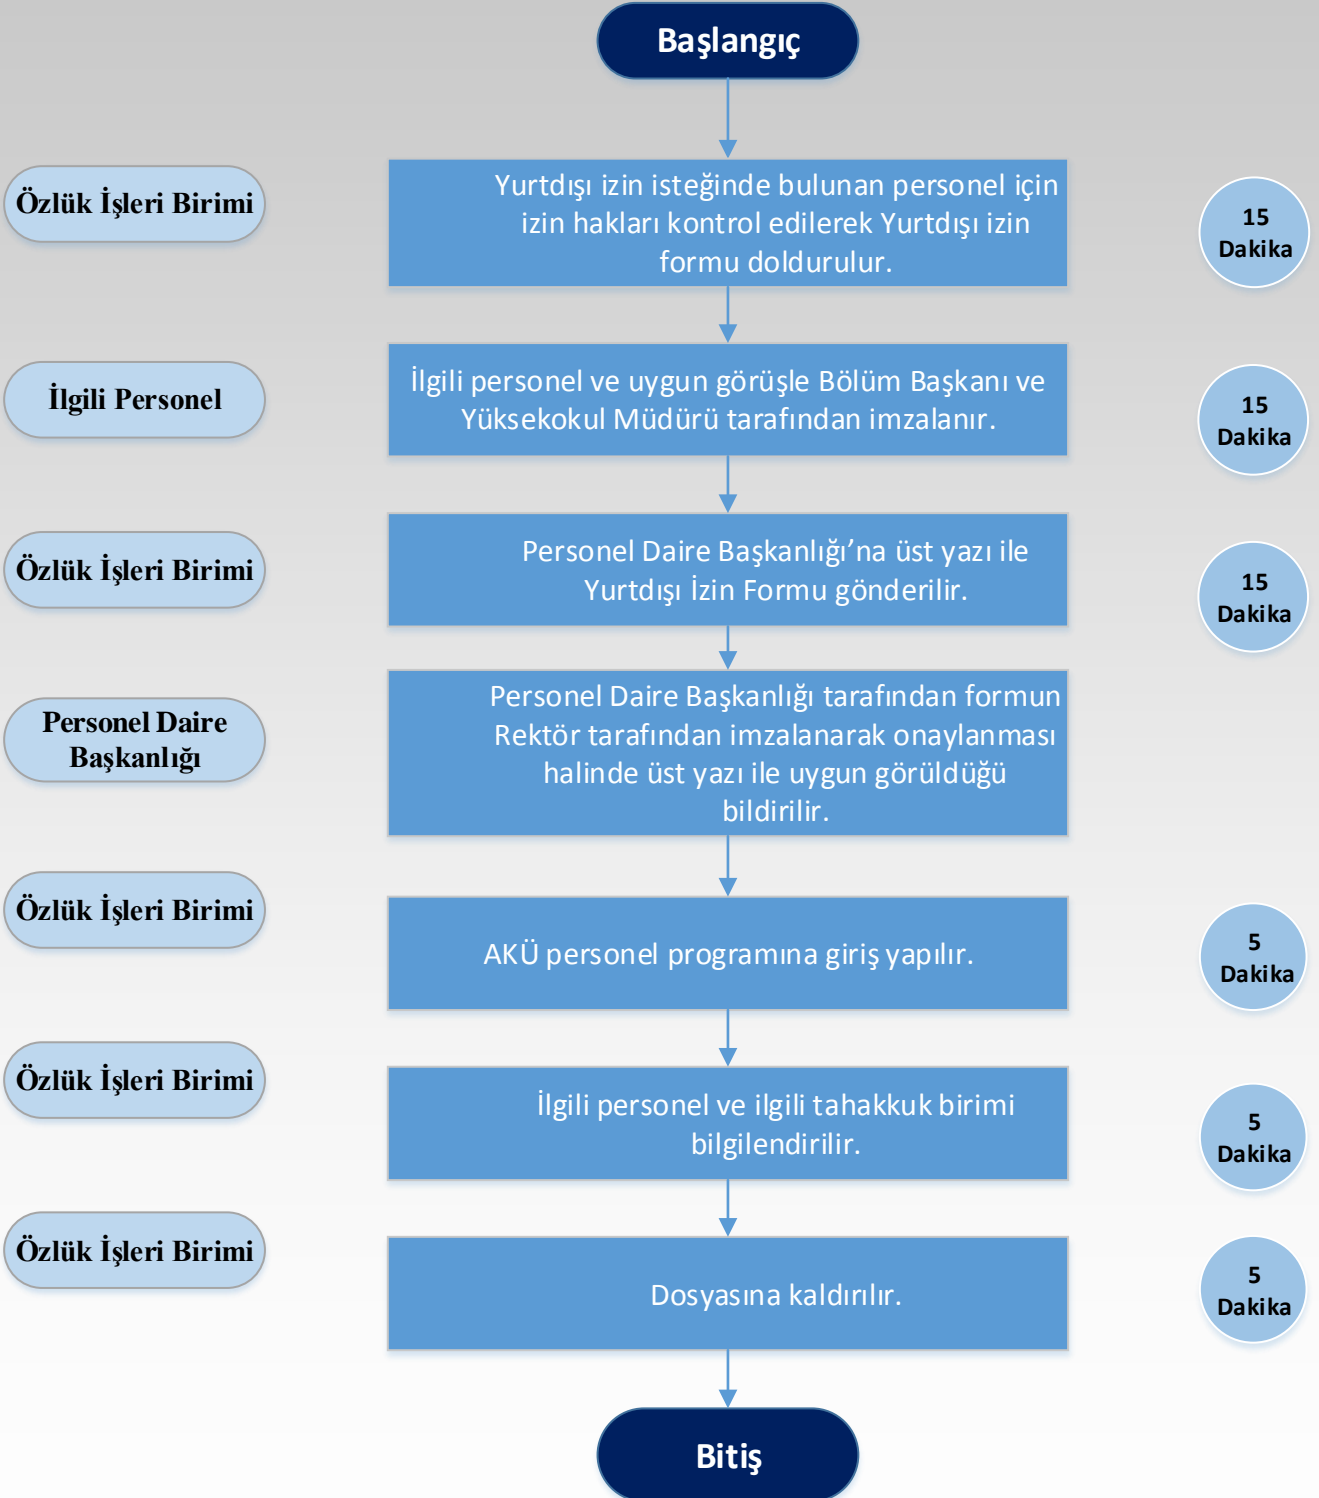 Başlangıç
Özlük İşleri Birimi
Yurtdışı izin isteğinde bulunan personel için
izin hakları kontrol edilerek Yurtdışı izin
formu doldurulur.
15
Dakika
İlgili Personel
İlgili personel ve uygun görüşle Bölüm Başkanı ve
Yüksekokul Müdürü tarafından imzalanır.
15
Dakika
Özlük İşleri Birimi
Personel Daire Başkanlığı’na üst yazı ile
Yurtdışı İzin Formu gönderilir.
15
Dakika
Personel Daire
Başkanlığı
Personel Daire Başkanlığı tarafından formun
Rektör tarafından imzalanarak onaylanması
halinde üst yazı ile uygun görüldüğü
bildirilir.
Özlük İşleri Birimi
AKÜ personel programına giriş yapılır.
5
Dakika
Özlük İşleri Birimi
İlgili personel ve ilgili tahakkuk birimi
bilgilendirilir.
5
Dakika
Özlük İşleri Birimi
Dosyasına kaldırılır.
5
Dakika
Bitiş